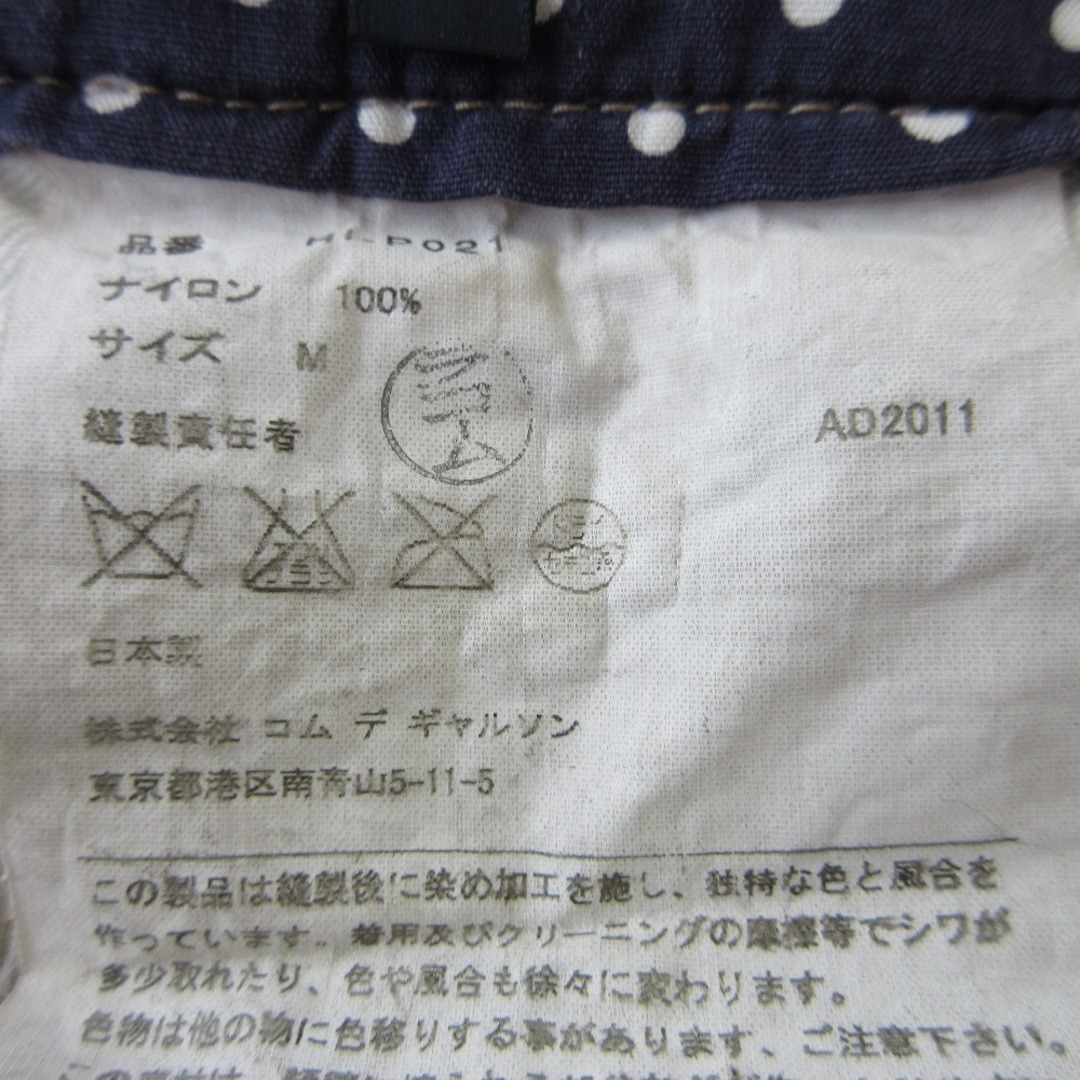 品番 HI-P021
ナイロン 100%
サイズ M
縫製責任者 AD2011
日本製
株式会社 コム デ ギャルソン
東京都港区南青山5-11-5
この製品は縫製後に染め加工を施し、独特な色と風合を
作っています。着用及びクリーニングの摩擦等でシワが
多少取れたり、色や風合も徐々に変わります。
色物は他の物に色移りする事があります、ご注意下さい。